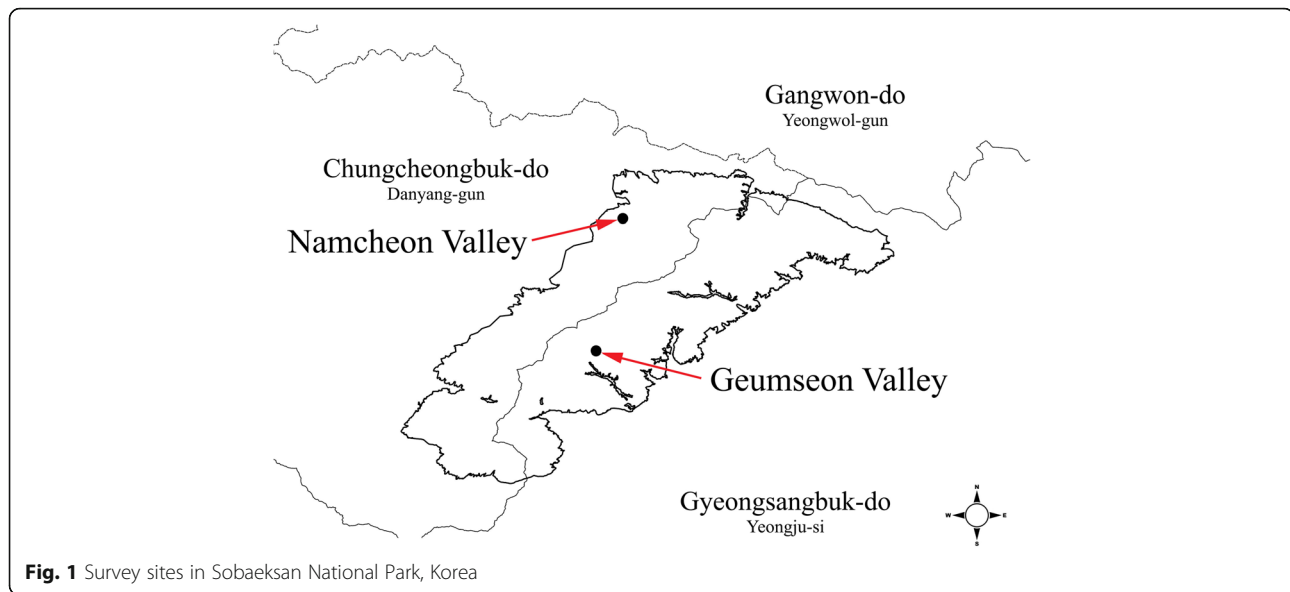 Gangwon-do
Yeongwol-gun
Chungcheongbuk-do
Danyang-gun
Namcheon Valley
Geumseon Valley
Gyeongsangbuk-do
Yeongju-si
N
W E
S
Fig. 1 Survey sites in Sobaeksan National Park, Korea